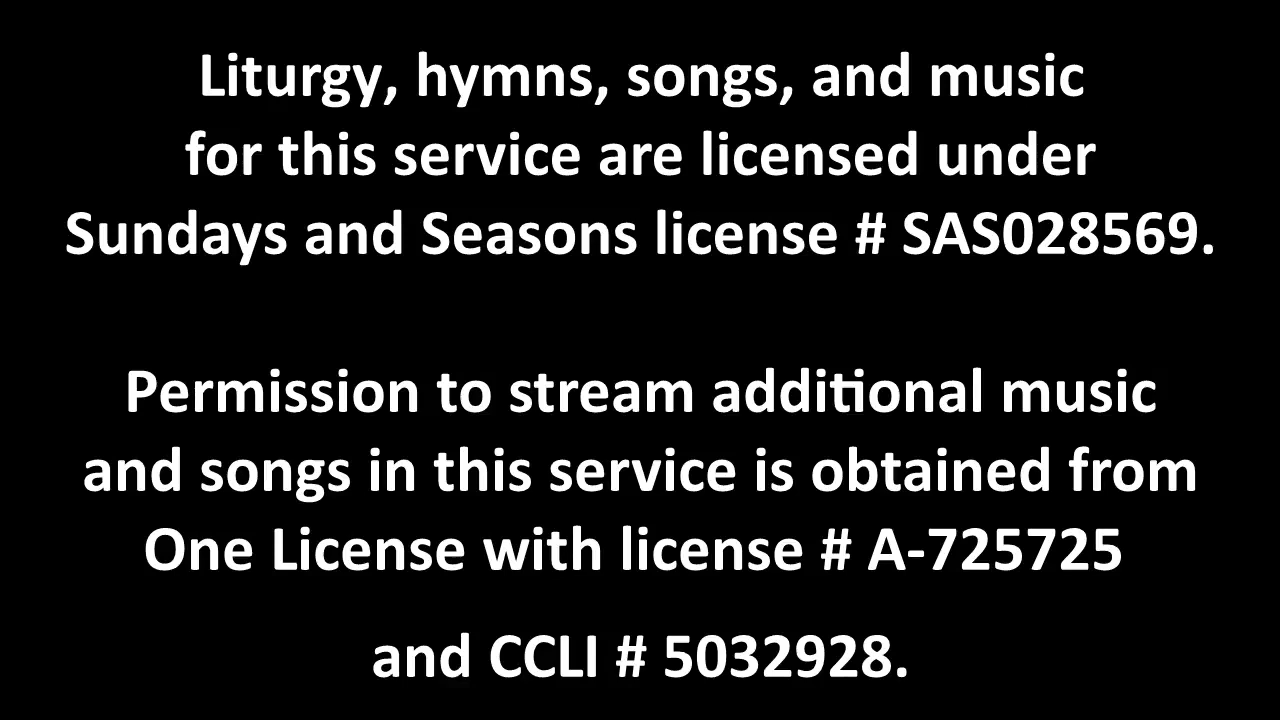 Liturgy, hymns, songs, and music
for this service are licensed under
Sundays and Seasons license # SAS028569.
Permission to stream additional music
and songs in this service is obtained from
One License with license # A-725725
and CCLI # 5032928.